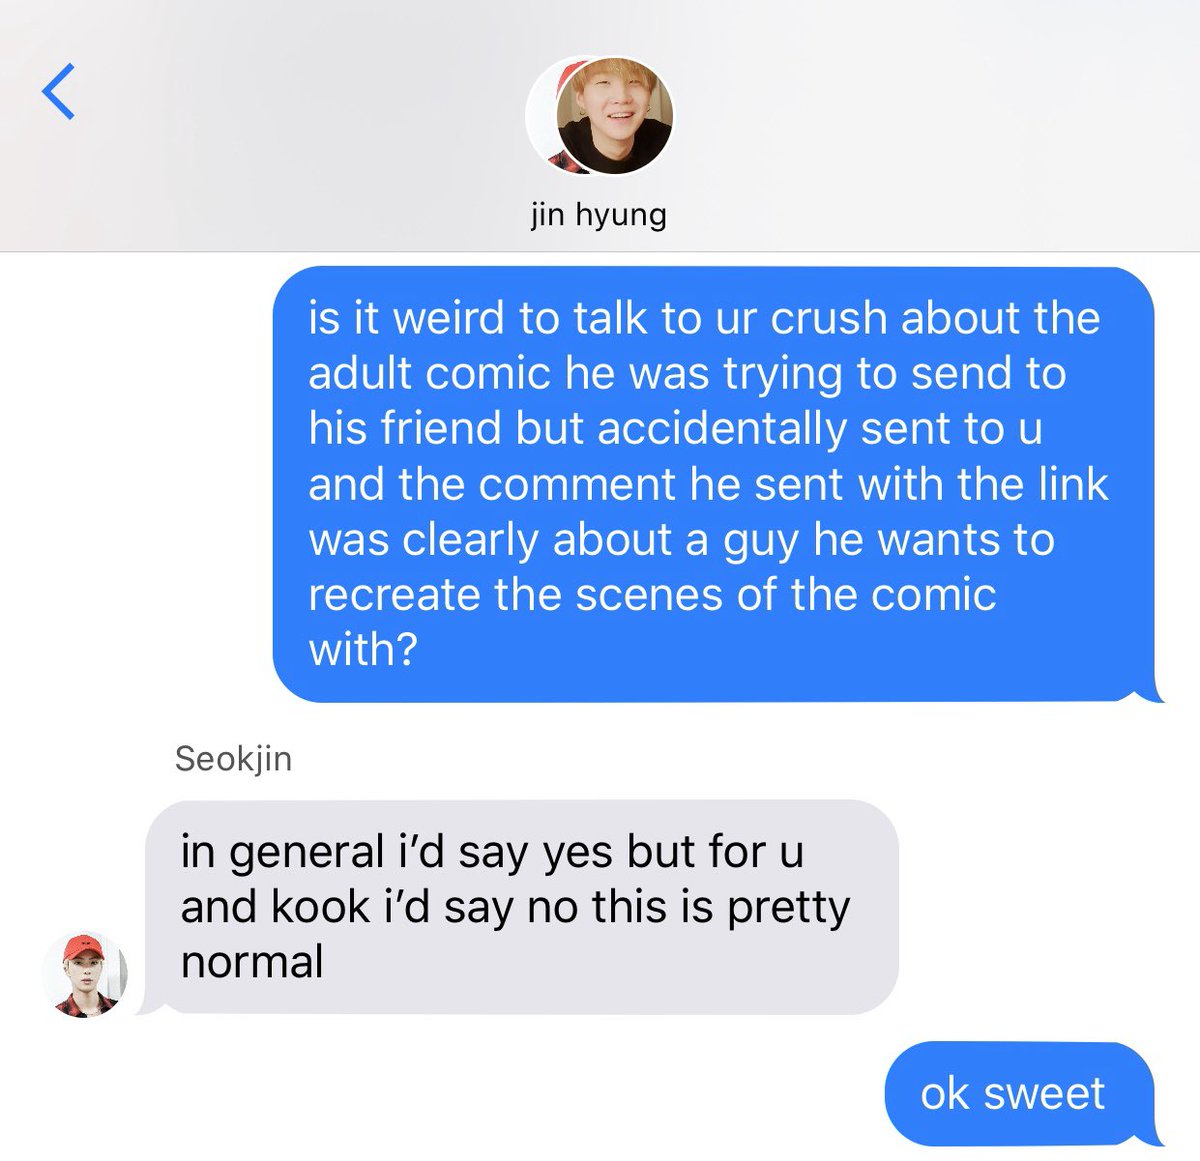 jin hyung
is it weird to talk to ur crush about the
adult comic he was trying to send to
his friend but accidentally sent to u
and the comment he sent with the link
was clearly about a guy he wants to
recreate the scenes of the comic
with?
Seokjin
in general i’d say yes but for u
and kook i’d say no this is pretty
normal
ok sweet